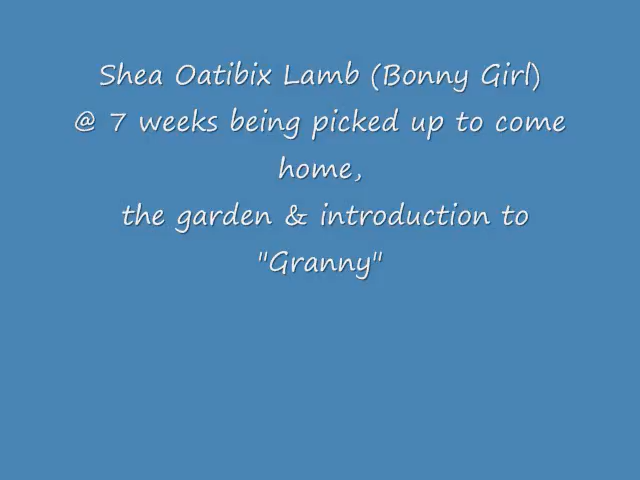 Shea Oatibix Lamb (Bonny Girl)
@ 7 weeks being picked up to come
home,
the garden & introduction to
"Granny"